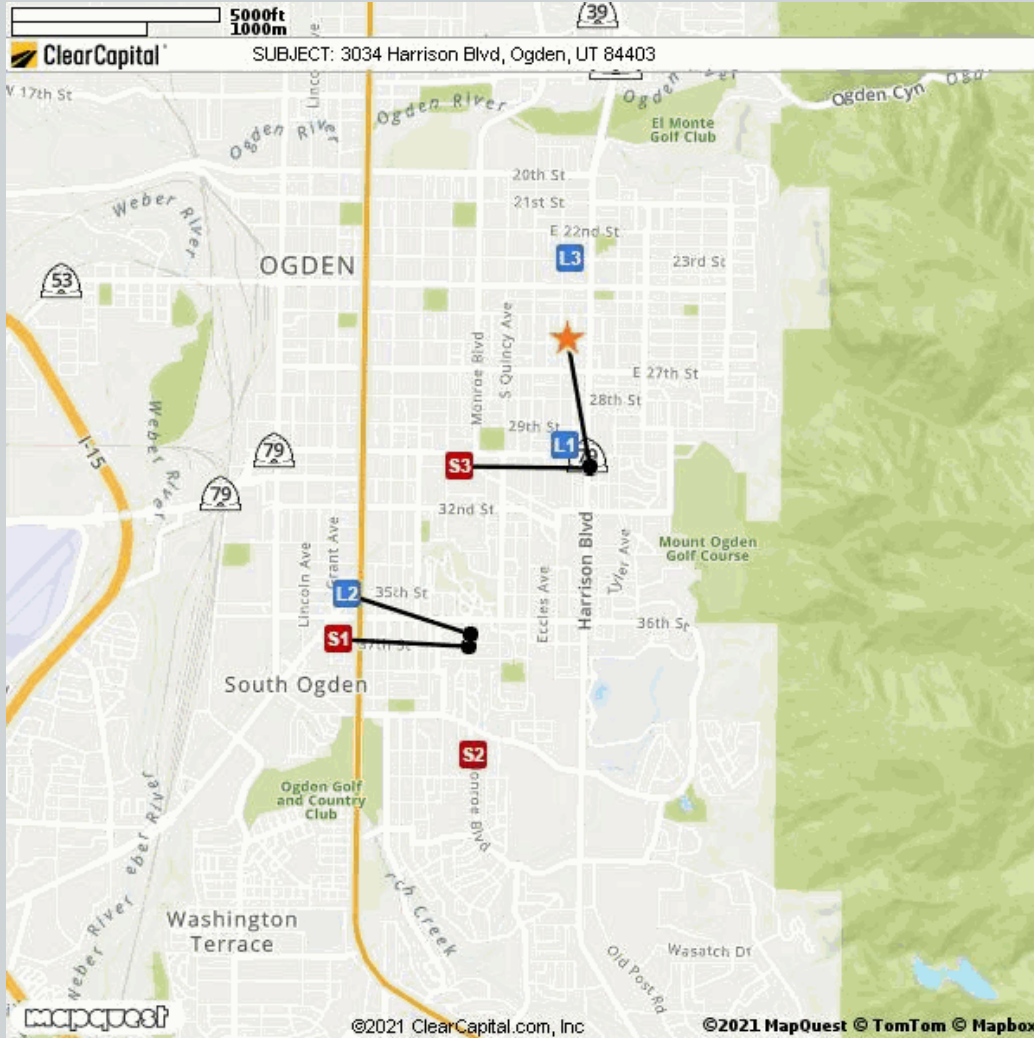 5000ft
1000m
39
ClearCapital
SUBJECT: 3034 Harrison Blvd, Ogden, UT 84403
W 17th St
Ogden River
Ogden River
Ogden Cyn
El Monte
Golf Club
20th St
21st St
Weber River
E 22nd St
L3
23rd St
OGDEN
53
Monroe Blvd
S Quincy Ave
E 27th St
28th St
29th St
L1
I-15
Weber River
79
79
S3
32nd St
Lincoln Ave
Grant Ave
Harrison Blvd
Tyler Ave
Eccles Ave
Mount Ogden
Golf Course
L2
35th St
S1
37th St
36th St
South Ogden
S2
Ogden Golf
and Country
Club
Weber River
Washington
Terrace
Wasatch Dr
Old Post Rd
mapquest
©2021 ClearCapital.com, Inc
©2021 MapQuest © TomTom © Mapbox